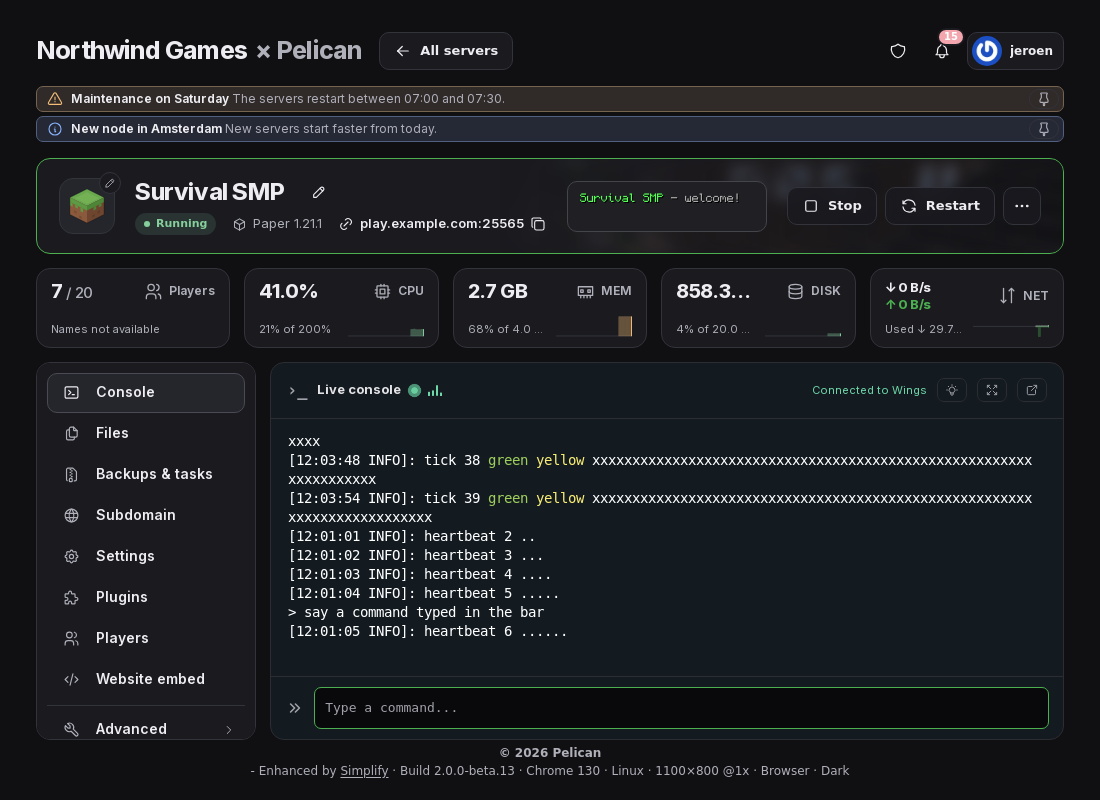 Northwind Games × Pelican
All servers
15
jeroen
Maintenance on Saturday The servers restart between 07:00 and 07:30.
New node in Amsterdam New servers start faster from today.
Survival SMP
Running
Paper 1.21.1
play.example.com:25565
Survival SMP - welcome!
Stop
Restart
7 / 20
Players
Names not available
41.0%
CPU
21% of 200%
2.7 GB
MEM
68% of 4.0 ...
858.3...
DISK
4% of 20.0 ...
↓ 0 B/s
↑ 0 B/s
NET
Used ↓ 29.7...
Console
Files
Backups & tasks
Subdomain
Settings
Plugins
Players
Website embed
Advanced
Live console
Connected to Wings
xxxx
[12:03:48 INFO]: tick 38 green yellow xxxxxxxxxxxxxxxxxxxxxxxxxxxxxxxxxxxxxxxxxxxxxxxxxxxxxxx
xxxxxxxxxxx
[12:03:54 INFO]: tick 39 green yellow xxxxxxxxxxxxxxxxxxxxxxxxxxxxxxxxxxxxxxxxxxxxxxxxxxxxxxx
xxxxxxxxxxxxxxxxxx
[12:01:01 INFO]: heartbeat 2 ..
[12:01:02 INFO]: heartbeat 3 ...
[12:01:03 INFO]: heartbeat 4 ....
[12:01:04 INFO]: heartbeat 5 .....
> say a command typed in the bar
[12:01:05 INFO]: heartbeat 6 ......
Type a command...
© 2026 Pelican
- Enhanced by Simplify · Build 2.0.0-beta.13 · Chrome 130 · Linux · 1100×800 @1x · Browser · Dark